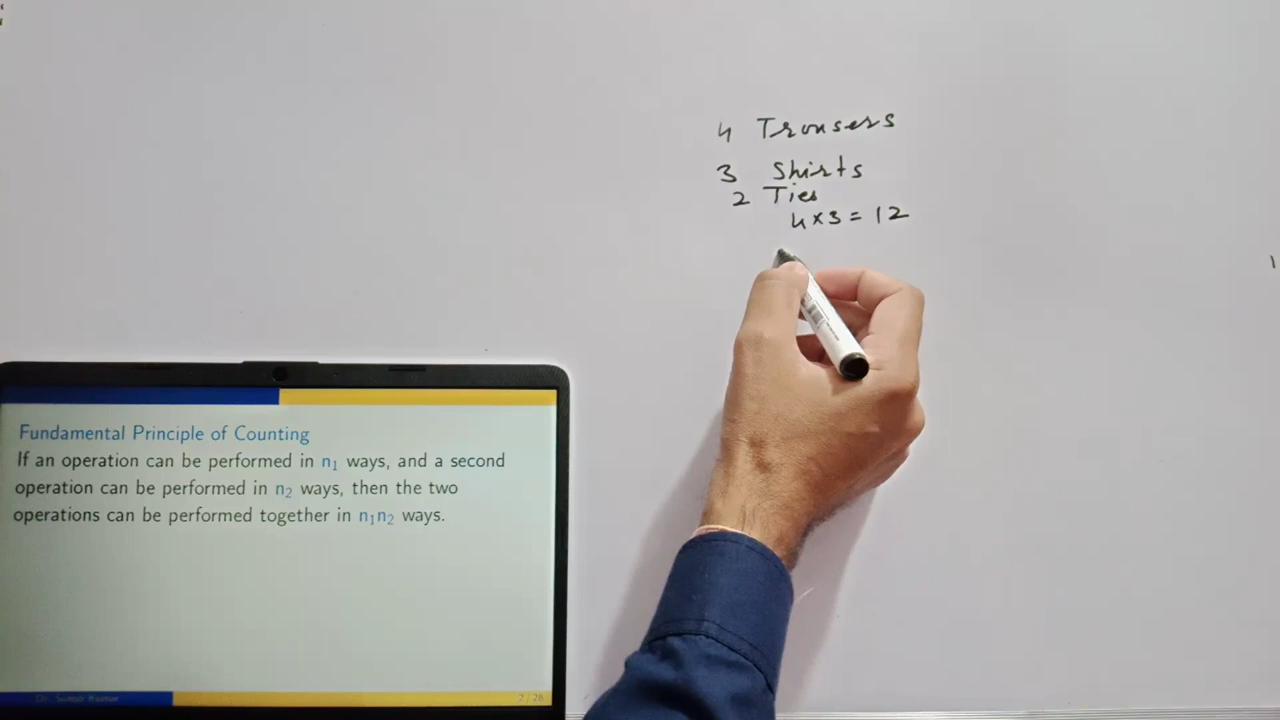 4 Trousers
3 Shirts
2 Ties
4×3=12
Fundamental Principle of Counting
If an operation can be performed in n₁ ways, and a second
operation can be performed in n₂ ways, then the two
operations can be performed together in n₁n₂ ways.
2 / 26